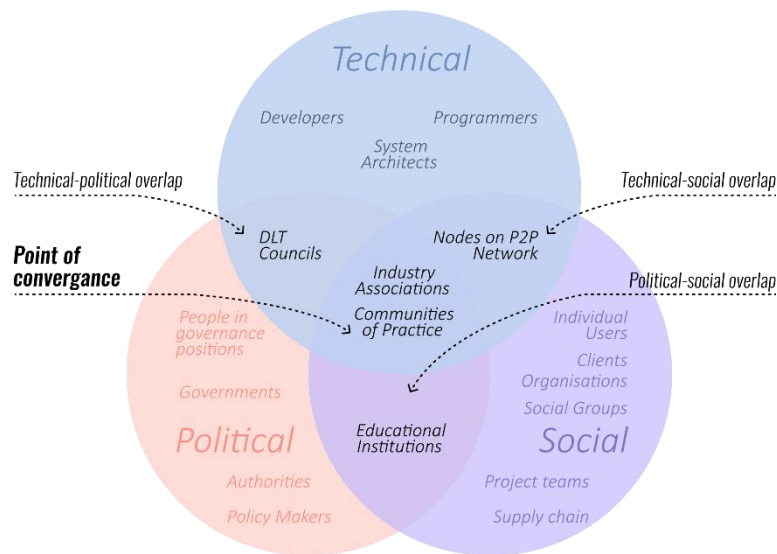 Technical
Developers
Programmers
System
Architects
Technical-political overlap
Technical-social overlap
DLT
Councils
Nodes on P2P
Network
Point of
convergance
Industry
Associations
Political-social overlap
Communities
of Practice
People in
governance
positions
Individual
Users
Clients
Organisations
Governments
Social Groups
Educational
Institutions
Political
Social
Authorities
Project teams
Policy Makers
Supply chain